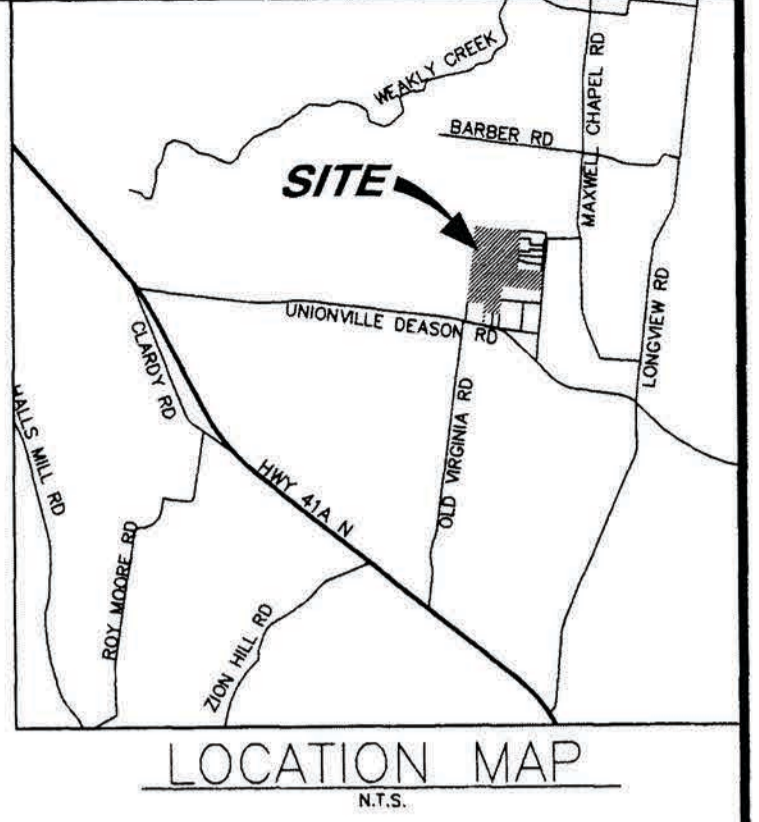 WEAKLY CREEK
MAXWELL CHAPEL RD
BARBER RD
SITE
LONGVIEW RD
UNIONVILLE DEASON RD
CLARDY RD
OLD VIRGINIA RD
HALLS MILL RD
HWY 41A N
ROY MOORE RD
ZION HILL RD
LOCATION MAP
N.T.S.